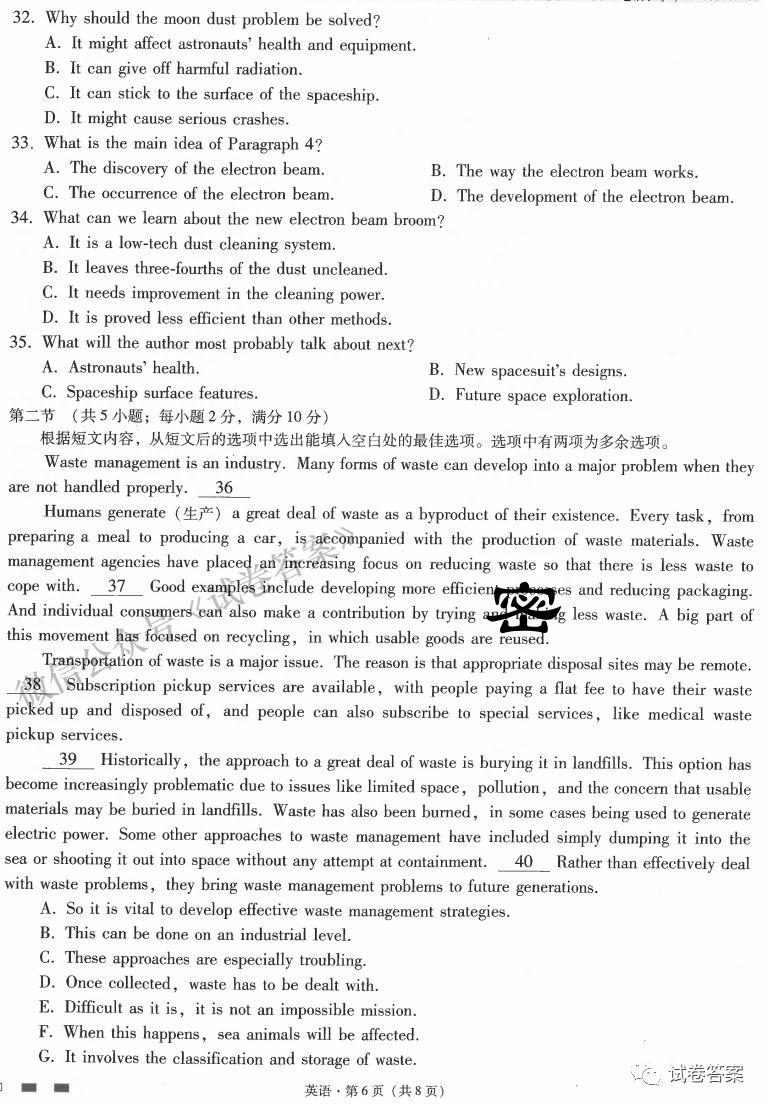 32. Why should the moon dust problem be solved?
A. It might affect astronauts' health and equipment.
B. It can give off harmful radiation.
C. It can stick to the surface of the spaceship.
D. It might cause serious crashes.
33. What is the main idea of Paragraph 4?
A. The discovery of the electron beam. B. The way the electron beam works.
C. The occurrence of the electron beam. D. The development of the electron beam.
34. What can we learn about the new electron beam broom?
A. It is a low-tech dust cleaning system.
B. It leaves three-fourths of the dust uncleaned.
C. It needs improvement in the cleaning power.
D. It is proved less efficient than other methods.
35. What will the author most probably talk about next?
A. Astronauts' health. B. New spacesuit's designs.
C. Spaceship surface features. D. Future space exploration.
第二节 (共5小题；每小题2分，满分10分)
根据短文内容，从短文后的选项中选出能填入空白处的最佳选项。选项中有两项为多余选项。
Waste management is an industry. Many forms of waste can develop into a major problem when they
are not handled properly. 36
Humans generate (生产) a great deal of waste as a byproduct of their existence. Every task, from
preparing a meal to producing a car, is accompanied with the production of waste materials. Waste
management agencies have placed an increasing focus on reducing waste so that there is less waste to
cope with. 37 Good examples include developing more efficient and reducing packaging.
And individual consumers can also make a contribution by trying less waste. A big part of
this movement has focused on recycling, in which usable goods are reused.
密
Transportation of waste is a major issue. The reason is that appropriate disposal sites may be remote.
38 Subscription pickup services are available, with people paying a flat fee to have their waste
picked up and disposed of, and people can also subscribe to special services, like medical waste
pickup services.
39 Historically, the approach to a great deal of waste is burying it in landfills. This option has
become increasingly problematic due to issues like limited space, pollution, and the concern that usable
materials may be buried in landfills. Waste has also been burned, in some cases being used to generate
electric power. Some other approaches to waste management have included simply dumping it into the
sea or shooting it out into space without any attempt at containment. 40 Rather than effectively deal
with waste problems, they bring waste management problems to future generations.
A. So it is vital to develop effective waste management strategies.
B. This can be done on an industrial level.
C. These approaches are especially troubling.
D. Once collected, waste has to be dealt with.
E. Difficult as it is, it is not an impossible mission.
F. When this happens, sea animals will be affected.
G. It involves the classification and storage of waste.
英语·第6页（共8页）
微信公众号《试卷答案》
试卷答案